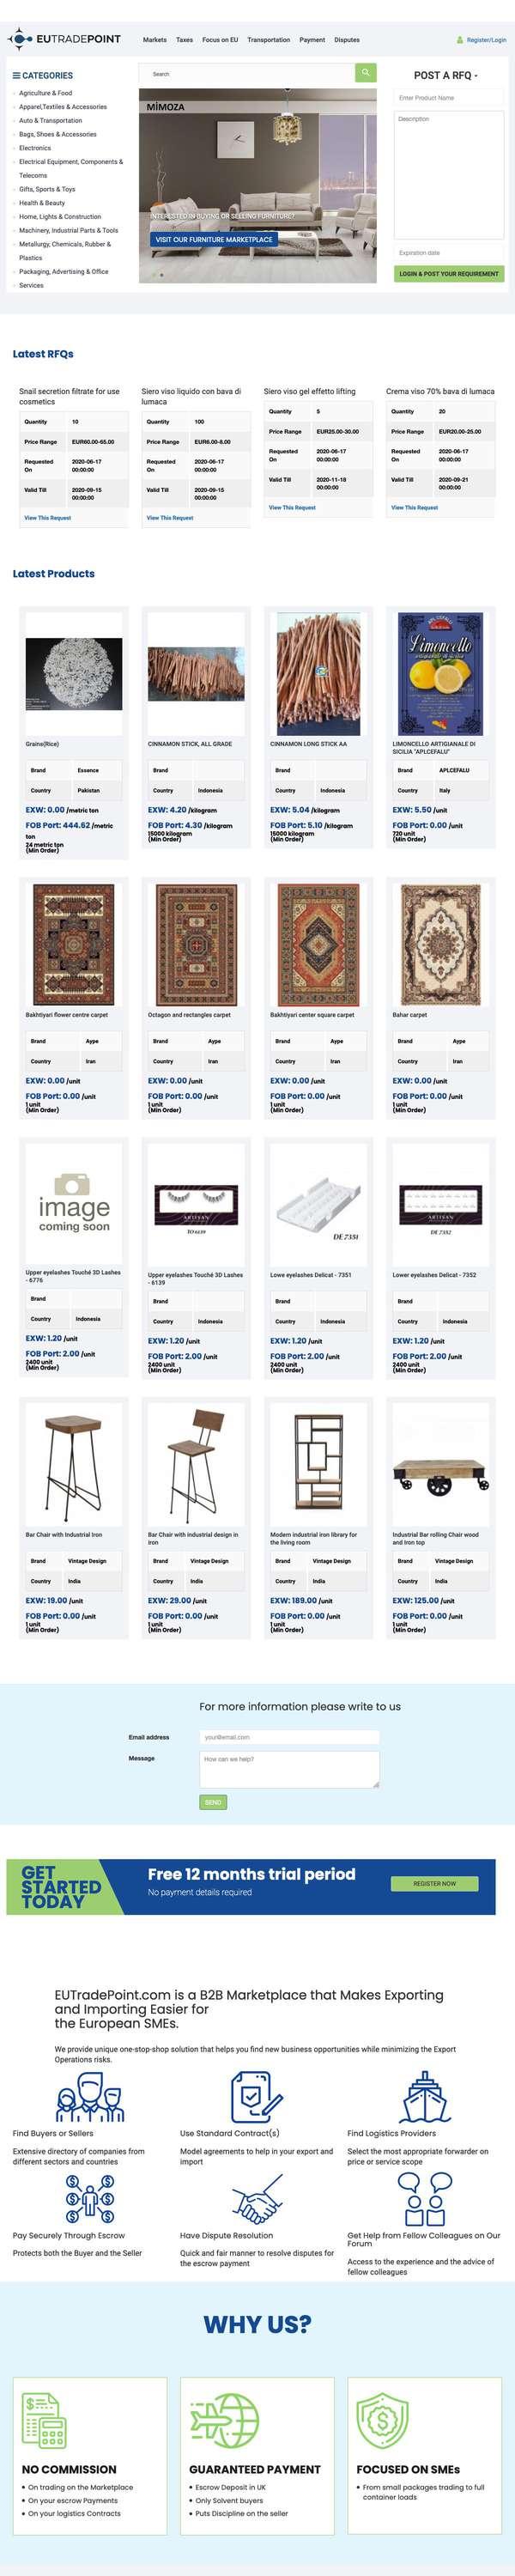 EUTRADEPOINT
Markets Taxes Focus on EU Transportation Payment Disputes
Register/Login
CATEGORIES
Agriculture & Food
Apparel,Textiles & Accessories
Auto & Transportation
Bags, Shoes & Accessories
Electronics
Electrical Equipment, Components &
Telecoms
Gifts, Sports & Toys
Health & Beauty
Home, Lights & Construction
Machinery, Industrial Parts & Tools
Metallurgy, Chemicals, Rubber &
Plastics
Packaging, Advertising & Office
Services
Search
MİMOZA
INTERESTED IN BUYING OR SELLING FURNITURE?
VISIT OUR FURNITURE MARKETPLACE
POST A RFQ -
Enter Product Name
Description
Expiration date
LOGIN & POST YOUR REQUIREMENT
Latest RFQs
Snail secretion filtrate for use
cosmetics
Quantity 10
Price Range EUR60.00-65.00
Requested
On
2020-06-17
00:00:00
Valid Till 2020-09-15
00:00:00
View This Request
Siero viso liquido con bava di
lumaca
Quantity 100
Price Range EUR6.00-8.00
Requested
On
2020-06-17
00:00:00
Valid Till 2020-09-15
00:00:00
View This Request
Siero viso gel effetto lifting
Quantity 5
Price Range EUR25.00-30.00
Requested
On
2020-06-17
00:00:00
Valid Till 2020-11-18
00:00:00
View This Request
Crema viso 70% bava di lumaca
Quantity 20
Price Range EUR20.00-25.00
Requested
On
2020-06-17
00:00:00
Valid Till 2020-09-21
00:00:00
View This Request
Latest Products
Grains(Rice)
Brand Essence
Country Pakistan
EXW: 0.00 /metric ton
FOB Port: 444.62 /metric
ton
24 metric ton
(Min Order)
CINNAMON STICK, ALL GRADE
Brand
Country Indonesia
EXW: 4.20 /kilogram
FOB Port: 4.30 /kilogram
15000 kilogram
(Min Order)
CINNAMON LONG STICK AA
Brand
Country Indonesia
EXW: 5.04 /kilogram
FOB Port: 5.10 /kilogram
15000 kilogram
(Min Order)
Limoncello
LIMONCELLO ARTIGIANALE DI
SICILIA "APLCEFALU"
Brand APLCEFALU
Country Italy
EXW: 5.50 /unit
FOB Port: 0.00 /unit
720 unit
(Min Order)
Bakhtiyari flower centre carpet
Brand Aype
Country Iran
EXW: 0.00 /unit
FOB Port: 0.00 /unit
1 unit
(Min Order)
Octagon and rectangles carpet
Brand Aype
Country Iran
EXW: 0.00 /unit
FOB Port: 0.00 /unit
1 unit
(Min Order)
Bakhtiyari center square carpet
Brand Aype
Country Iran
EXW: 0.00 /unit
FOB Port: 0.00 /unit
1 unit
(Min Order)
Bahar carpet
Brand Aype
Country Iran
EXW: 0.00 /unit
FOB Port: 0.00 /unit
1 unit
(Min Order)
image
coming soon
Upper eyelashes Touché 3D Lashes
- 6776
Brand
Country Indonesia
EXW: 1.20 /unit
FOB Port: 2.00 /unit
2400 unit
(Min Order)
ARTISAN
TO 6139
Upper eyelashes Touché 3D Lashes
- 6139
Brand
Country Indonesia
EXW: 1.20 /unit
FOB Port: 2.00 /unit
2400 unit
(Min Order)
DE 7351
Lowe eyelashes Delicat - 7351
Brand
Country Indonesia
EXW: 1.20 /unit
FOB Port: 2.00 /unit
2400 unit
(Min Order)
ARTISAN
DE 7352
Lower eyelashes Delicat - 7352
Brand
Country Indonesia
EXW: 1.20 /unit
FOB Port: 2.00 /unit
2400 unit
(Min Order)
Bar Chair with Industrial Iron
Brand Vintage Design
Country India
EXW: 19.00 /unit
FOB Port: 0.00 /unit
1 unit
(Min Order)
Bar Chair with industrial design in
iron
Brand Vintage Design
Country India
EXW: 29.00 /unit
FOB Port: 0.00 /unit
1 unit
(Min Order)
Modern industrial iron library for
the living room
Brand Vintage Design
Country India
EXW: 189.00 /unit
FOB Port: 0.00 /unit
1 unit
(Min Order)
Industrial Bar rolling Chair wood
and Iron top
Brand Vintage Design
Country India
EXW: 125.00 /unit
FOB Port: 0.00 /unit
1 unit
(Min Order)
For more information please write to us
Email address
your@email.com
Message
How can we help?
SEND
GET
STARTED
TODAY
Free 12 months trial period
No payment details required
REGISTER NOW
EUTradePoint.com is a B2B Marketplace that Makes Exporting
and Importing Easier for
the European SMEs.
We provide unique one-stop-shop solution that helps you find new business opportunities while minimizing the Export
Operations risks.
Find Buyers or Sellers
Extensive directory of companies from
different sectors and countries
Use Standard Contract(s)
Model agreements to help in your export and
import
Find Logistics Providers
Select the most appropriate forwarder on
price or service scope
Pay Securely Through Escrow
Protects both the Buyer and the Seller
Have Dispute Resolution
Quick and fair manner to resolve disputes for
the escrow payment
Get Help from Fellow Colleagues on Our
Forum
Access to the experience and the advice of
fellow colleagues
WHY US?
NO COMMISSION
On trading on the Marketplace
On your escrow Payments
On your logistics Contracts
GUARANTEED PAYMENT
Escrow Deposit in UK
Only Solvent buyers
Puts Discipline on the seller
FOCUSED ON SMEs
From small packages trading to full
container loads